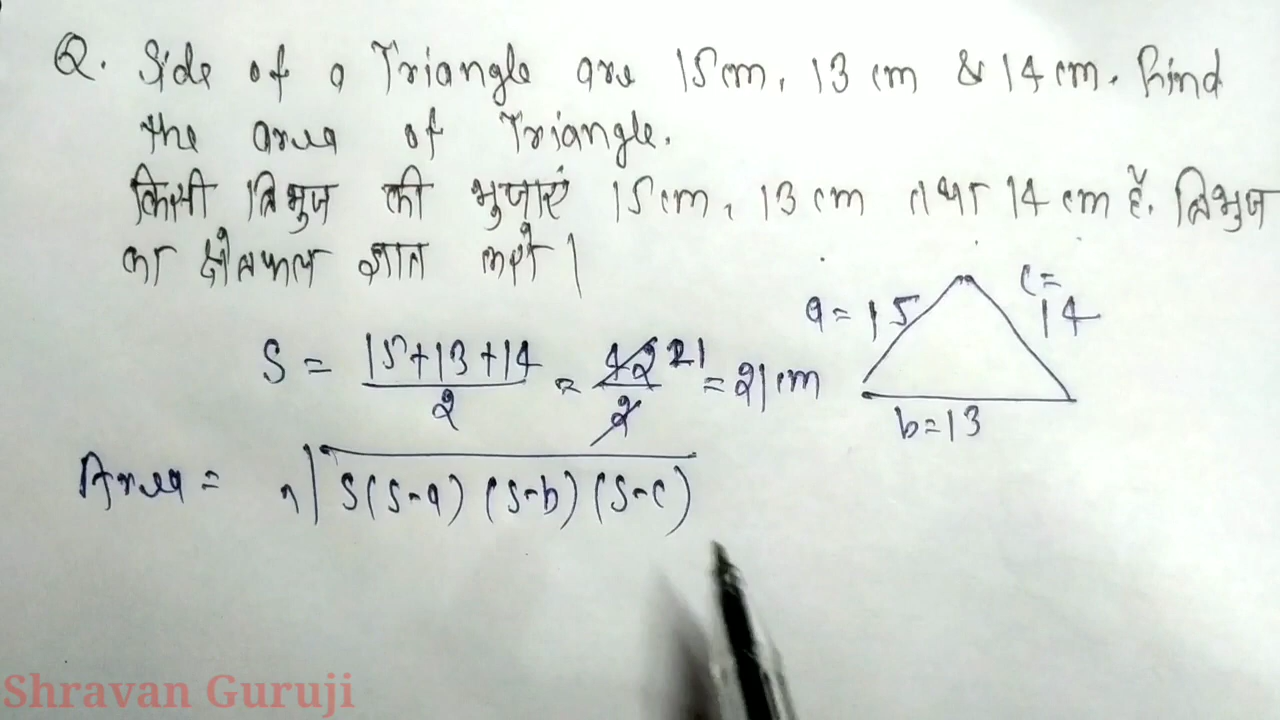 Q. Side of a Triangle are 15cm, 13 cm & 14 cm. Find
the area of Triangle.
किसी त्रिभुज की भुजाएं 15cm, 13 cm तथा 14 cm हैं. त्रिभुज
का क्षेत्रफल ज्ञात करो।
a = 15
c = 14
b = 13
S = (15+13+14)/2 = 42/2 21 = 21 cm
Area = √S(S-a) (S-b) (S-c)
Shravan Guruji